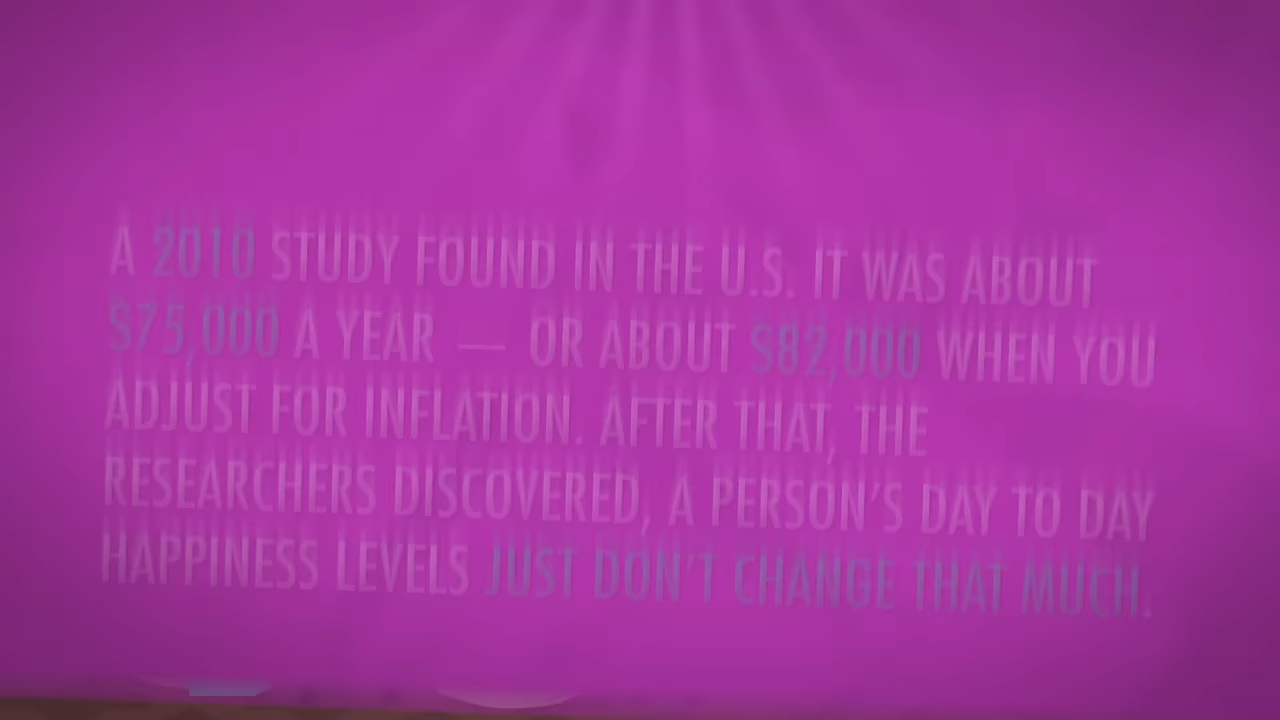 A 2010 STUDY FOUND IN THE U.S. IT WAS ABOUT
$75,000 A YEAR — OR ABOUT $82,000 WHEN YOU
ADJUST FOR INFLATION. AFTER THAT, THE
RESEARCHERS DISCOVERED, A PERSON'S DAY TO DAY
HAPPINESS LEVELS JUST DON'T CHANGE THAT MUCH.